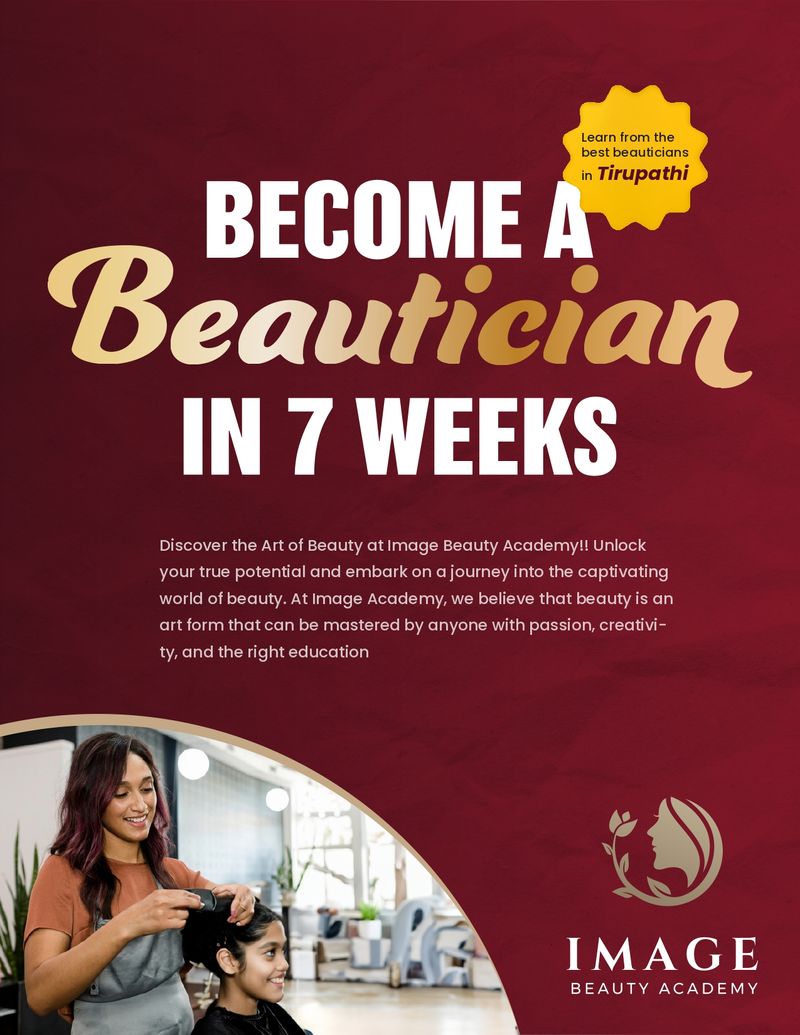 Learn from the
best beauticians
in Tirupathi
BECOME A
Beautician
IN 7 WEEKS
Discover the Art of Beauty at Image Beauty Academy!! Unlock
your true potential and embark on a journey into the captivating
world of beauty. At Image Academy, we believe that beauty is an
art form that can be mastered by anyone with passion, creativi-
ty, and the right education
IMAGE
BEAUTY ACADEMY